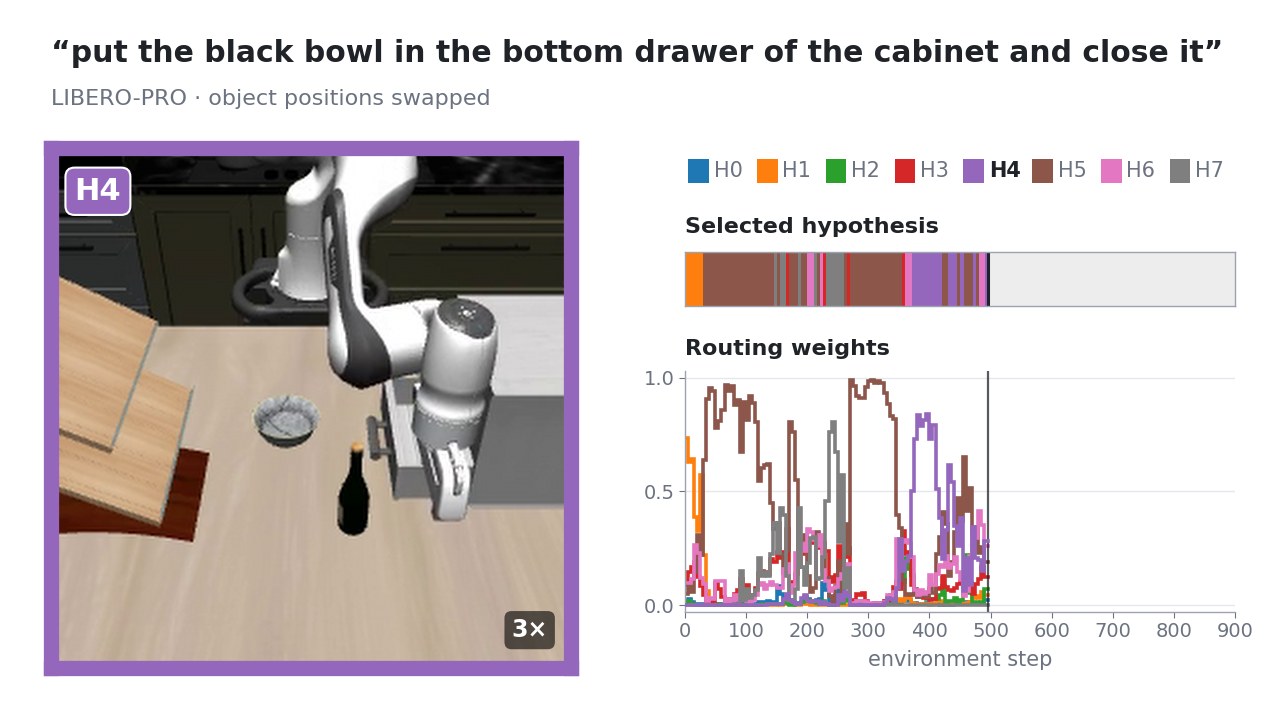 “put the black bowl in the bottom drawer of the cabinet and close it”
LIBERO-PRO · object positions swapped
H4
3×
H0 H1 H2 H3 H4 H5 H6 H7
Selected hypothesis
Routing weights
1.0
0.5
0.0
0 100 200 300 400 500 600 700 800 900
environment step